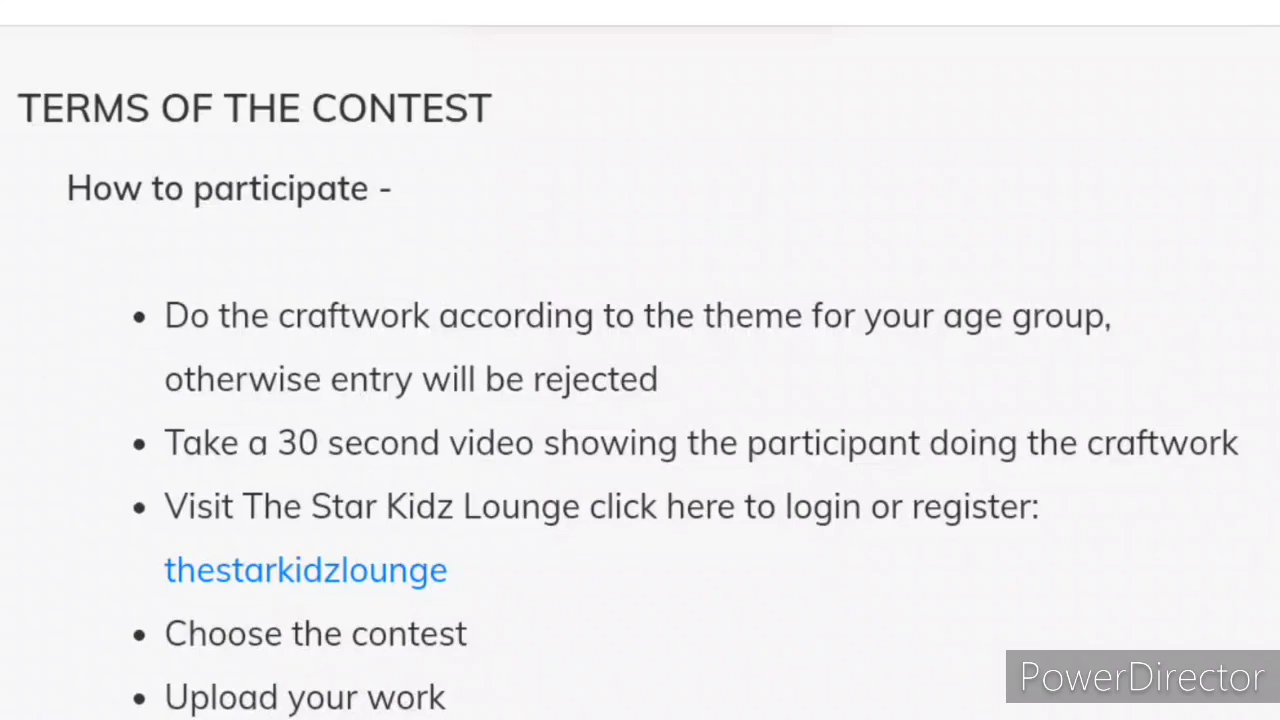 TERMS OF THE CONTEST
How to participate -
• Do the craftwork according to the theme for your age group,
otherwise entry will be rejected
• Take a 30 second video showing the participant doing the craftwork
• Visit The Star Kidz Lounge click here to login or register:
thestarkidzlounge
• Choose the contest
• Upload your work
PowerDirector